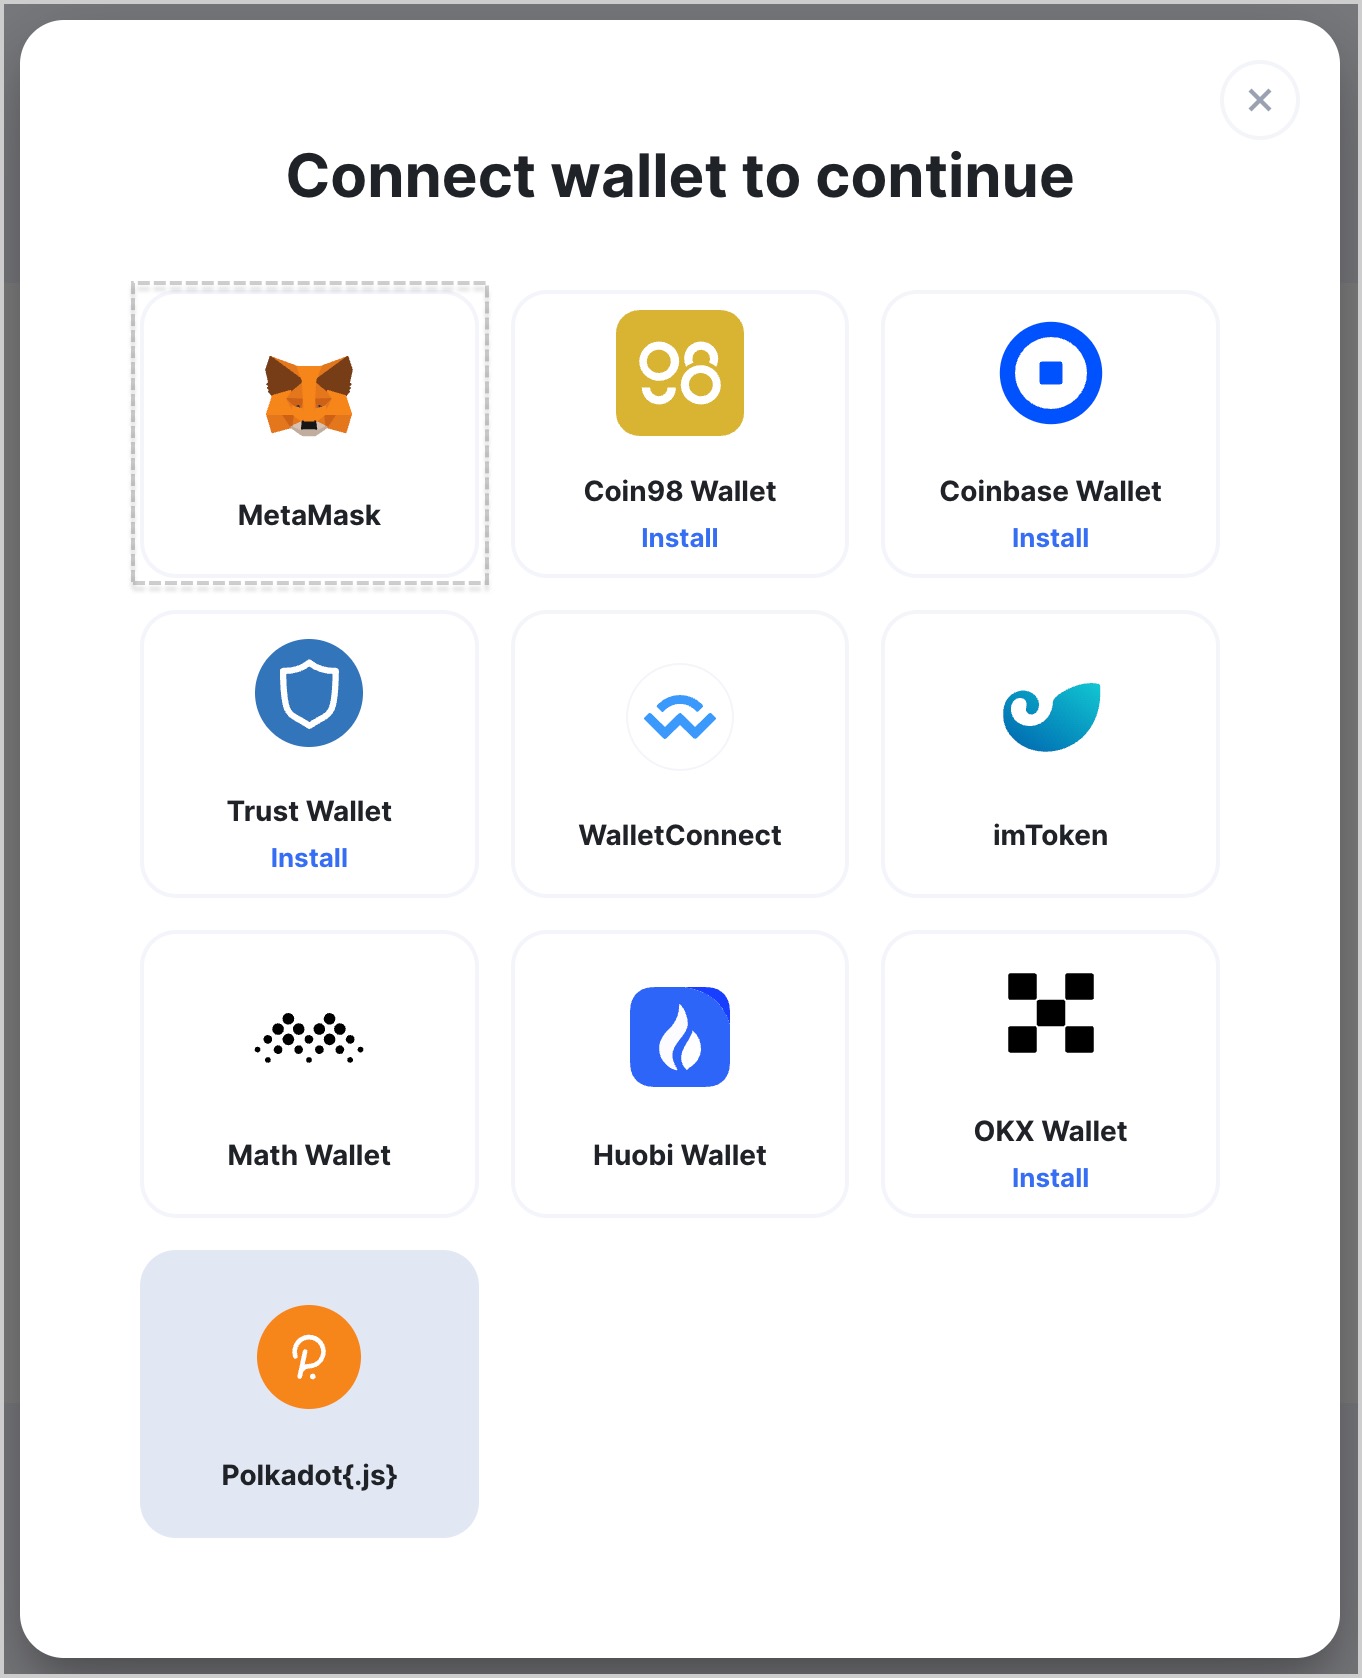 Connect wallet to continue
MetaMask
98
Coin98 Wallet
Install
Coinbase Wallet
Install
Trust Wallet
Install
WalletConnect
imToken
Math Wallet
Huobi Wallet
OKX Wallet
Install
Polkadot{.js}